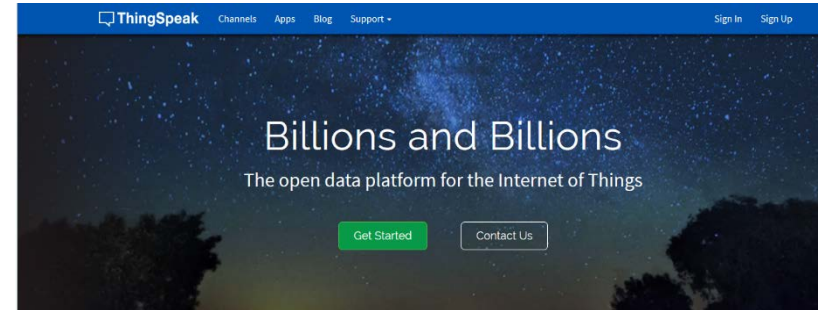 ThingSpeak Channels Apps Blog Support Sign In Sign Up
Billions and Billions
The open data platform for the Internet of Things
Get Started Contact Us